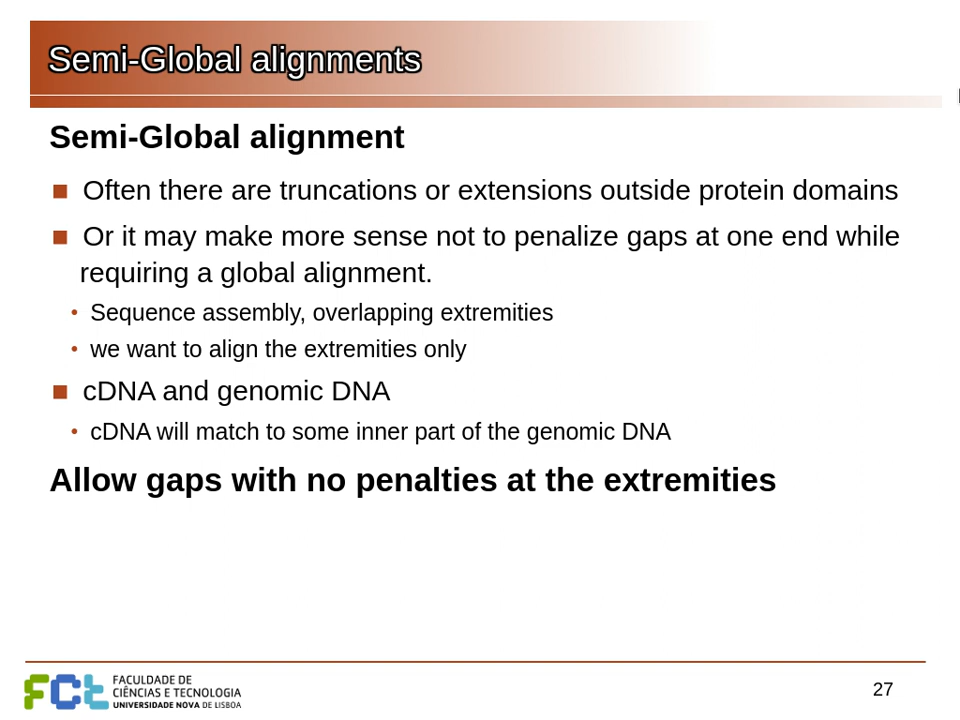 Semi-Global alignments
Semi-Global alignment
Often there are truncations or extensions outside protein domains
Or it may make more sense not to penalize gaps at one end while
requiring a global alignment.
Sequence assembly, overlapping extremities
we want to align the extremities only
cDNA and genomic DNA
cDNA will match to some inner part of the genomic DNA
Allow gaps with no penalties at the extremities
FCt
FACULDADE DE
CIÊNCIAS E TECNOLOGIA
UNIVERSIDADE NOVA DE LISBOA
27